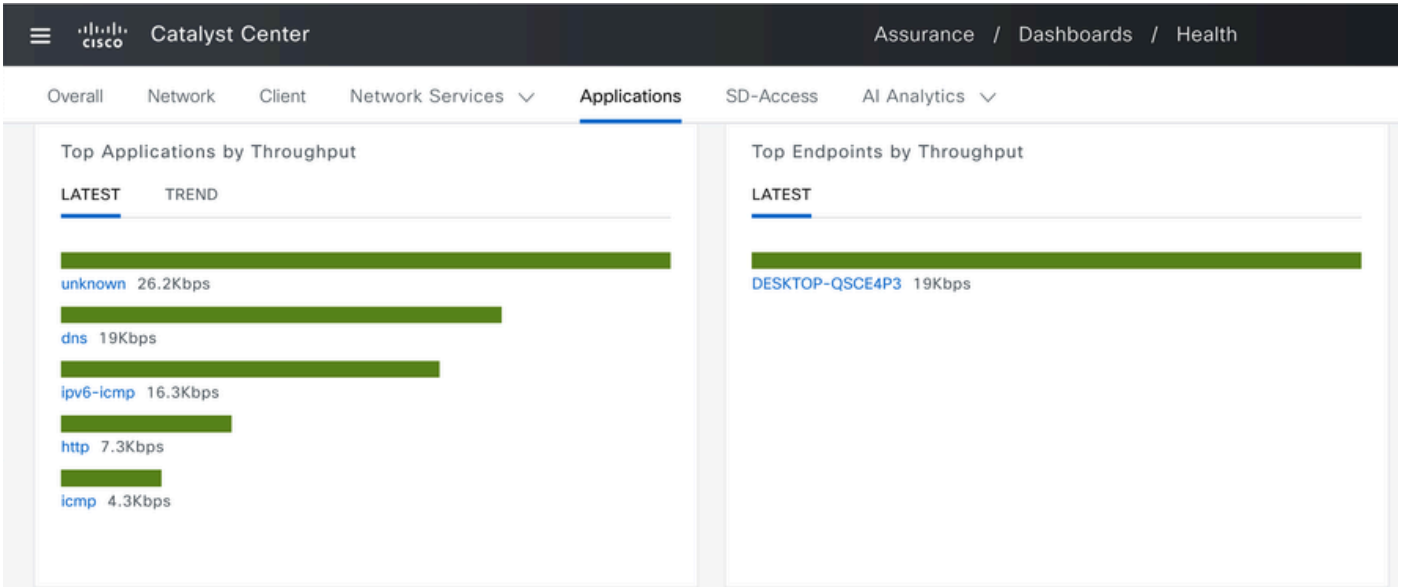 cisco Catalyst Center Assurance / Dashboards / Health
Overall Network Client Network Services Applications SD-Access AI Analytics
Top Applications by Throughput
LATEST TREND
unknown 26.2Kbps
dns 19Kbps
ipv6-icmp 16.3Kbps
http 7.3Kbps
icmp 4.3Kbps
Top Endpoints by Throughput
LATEST
DESKTOP-QSCE4P3 19Kbps